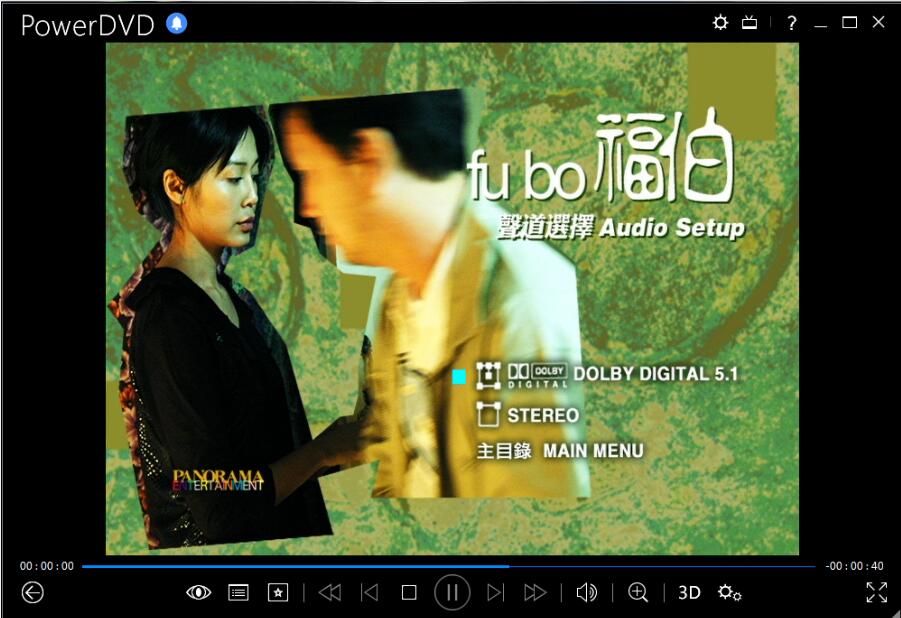 PowerDVD
?
fu bo 福伯
聲道選擇 Audio Setup
DOLBY
DIGITAL
DOLBY DIGITAL 5.1
STEREO
主目錄 MAIN MENU
PANORAMA
ENTERTAINMENT
00:00:00
-00:00:40
3D